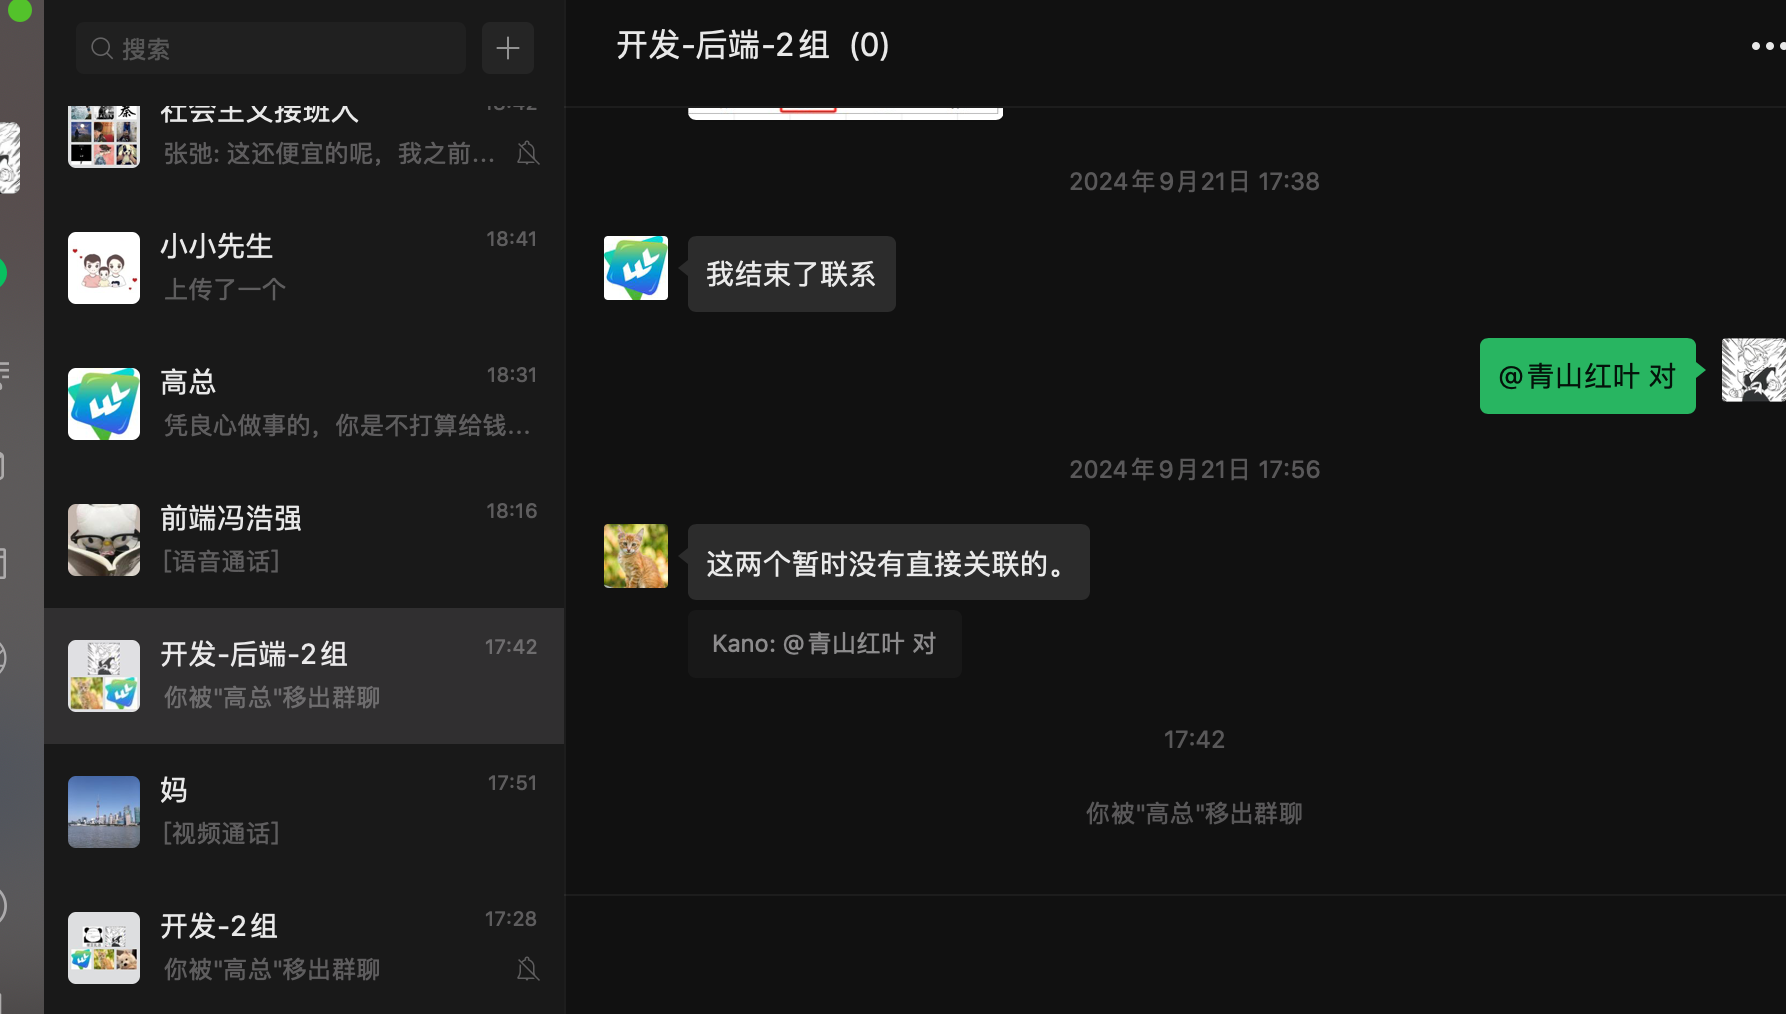 搜索
社会主义接班人
18:42
张弛: 这还便宜的呢，我之前...
小小先生
18:41
上传了一个
高总
18:31
凭良心做事的，你是不打算给钱...
前端冯浩强
18:16
[语音通话]
开发-后端-2组
17:42
你被"高总"移出群聊
妈
17:51
[视频通话]
开发-2组
17:28
你被"高总"移出群聊
开发-后端-2组 (0)
2024年9月21日 17:38
我结束了联系
@青山红叶 对
2024年9月21日 17:56
这两个暂时没有直接关联的。
Kano: @青山红叶 对
17:42
你被"高总"移出群聊